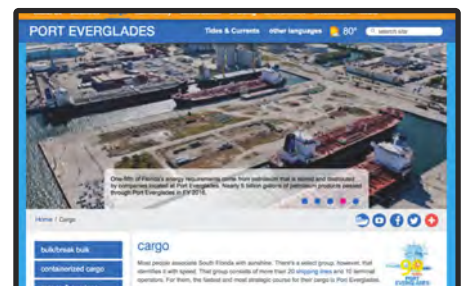 PORT EVERGLADES
Tides & Currents other languages 80° search site
One-fifth of Florida's energy requirements come from petroleum that is stored and distributed
by companies located at Port Everglades. Nearly 5 billion gallons of petroleum products passed
through Port Everglades in FY 2016.
Home / Cargo
bulk/break bulk
cargo
Most people associate South Florida with sunshine. There's a select group, however, that
containerized cargo
identifies it with speed. That group consists of more than 20 shipping lines and 10 terminal
operators. For them, the fastest and most strategic course for their cargo is Port Everglades.
PORT
EVERGLADES